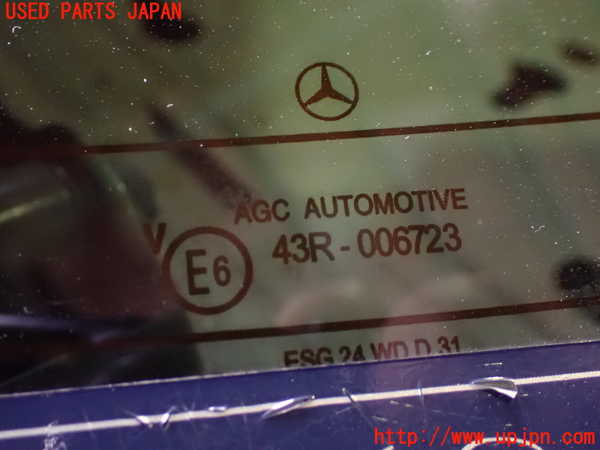 USED PARTS JAPAN
AGC AUTOMOTIVE
V E6 43R-006723
ESG 24 WD D 31
http://www.upjpn.com